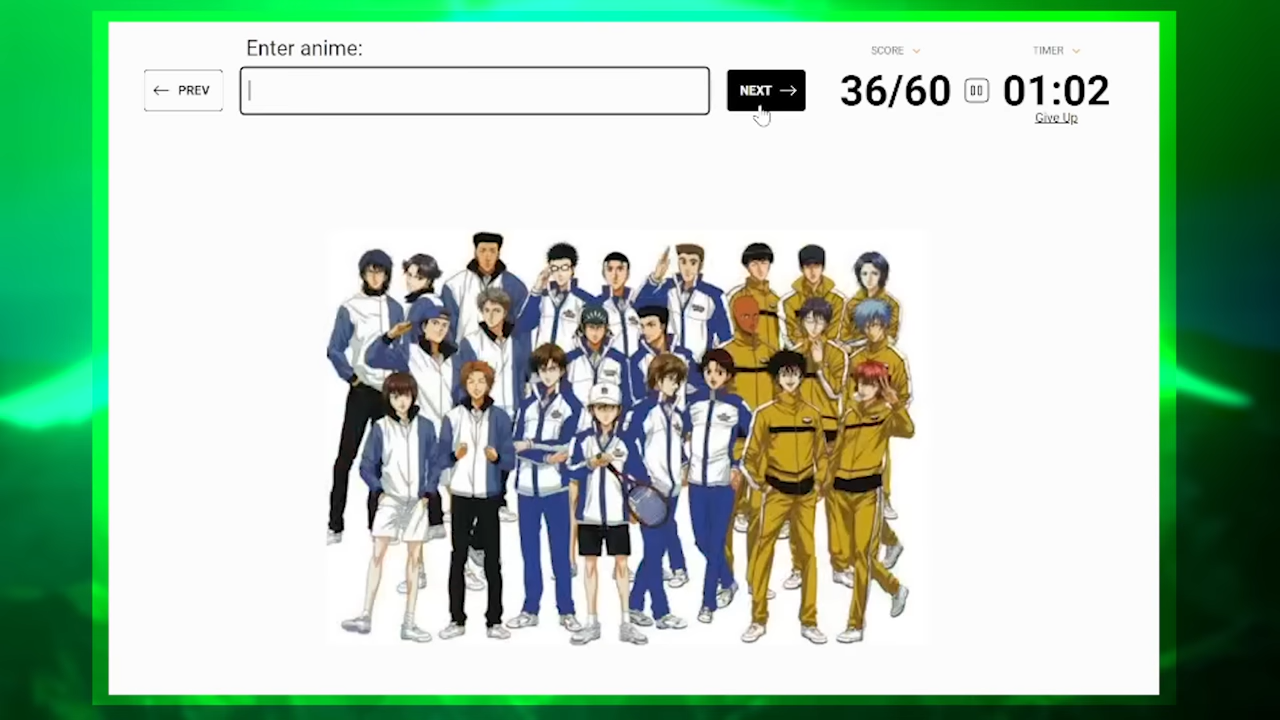 Enter anime:
← PREV
NEXT →
SCORE
36/60
TIMER
01:02
Give Up